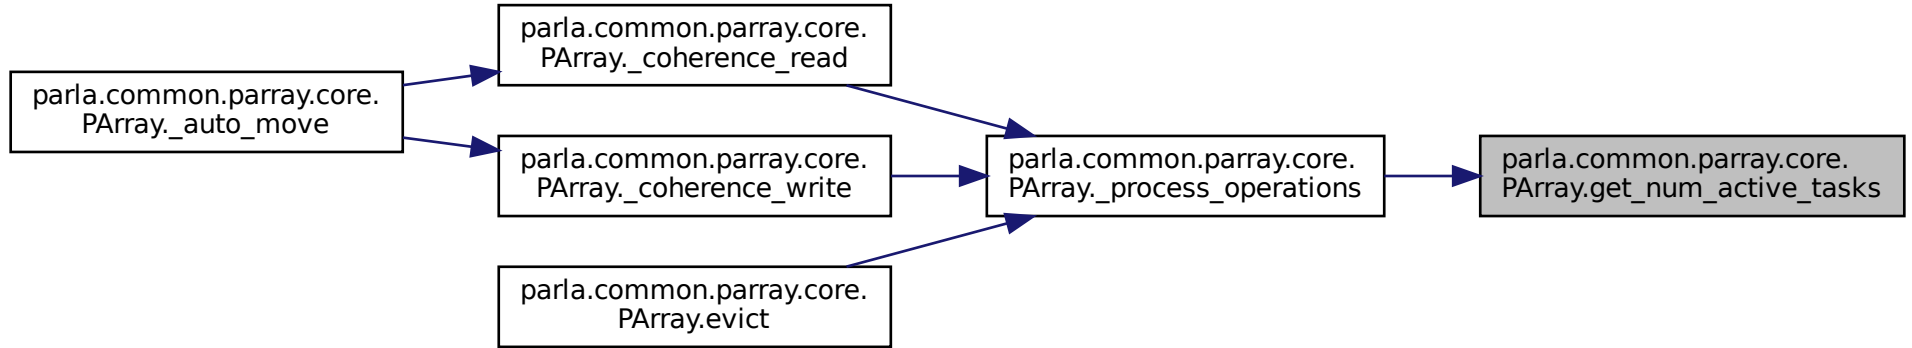 parla.common.parray.core.
PArray._auto_move
parla.common.parray.core.
PArray._coherence_read
parla.common.parray.core.
PArray._coherence_write
parla.common.parray.core.
PArray.evict
parla.common.parray.core.
PArray._process_operations
parla.common.parray.core.
PArray.get_num_active_tasks